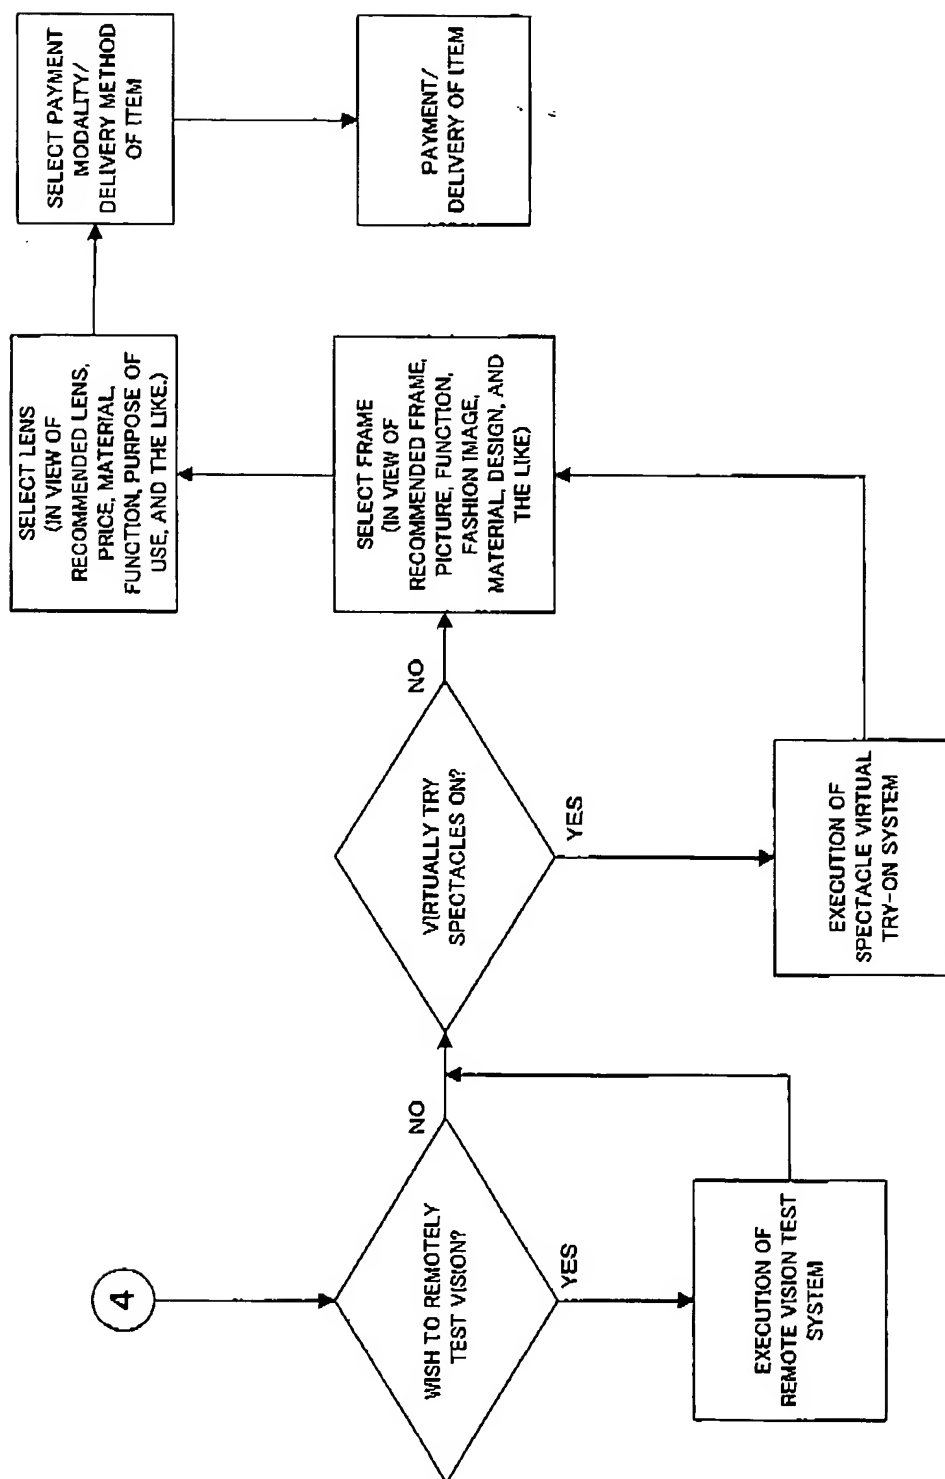 4
WISH TO REMOTELY
TEST VISION?
NO
YES
EXECUTION OF
REMOTE VISION TEST
SYSTEM
VIRTUALLY TRY
SPECTACLES ON?
NO
YES
EXECUTION OF
SPECTACLE VIRTUAL
TRY-ON SYSTEM
SELECT FRAME
(IN VIEW OF
RECOMMENDED FRAME,
PICTURE, FUNCTION,
FASHION IMAGE,
MATERIAL, DESIGN, AND
THE LIKE)
SELECT LENS
(IN VIEW OF
RECOMMENDED LENS,
PRICE, MATERIAL,
FUNCTION, PURPOSE OF
USE, AND THE LIKE.)
SELECT PAYMENT
MODALITY/
DELIVERY METHOD
OF ITEM
PAYMENT/
DELIVERY OF ITEM